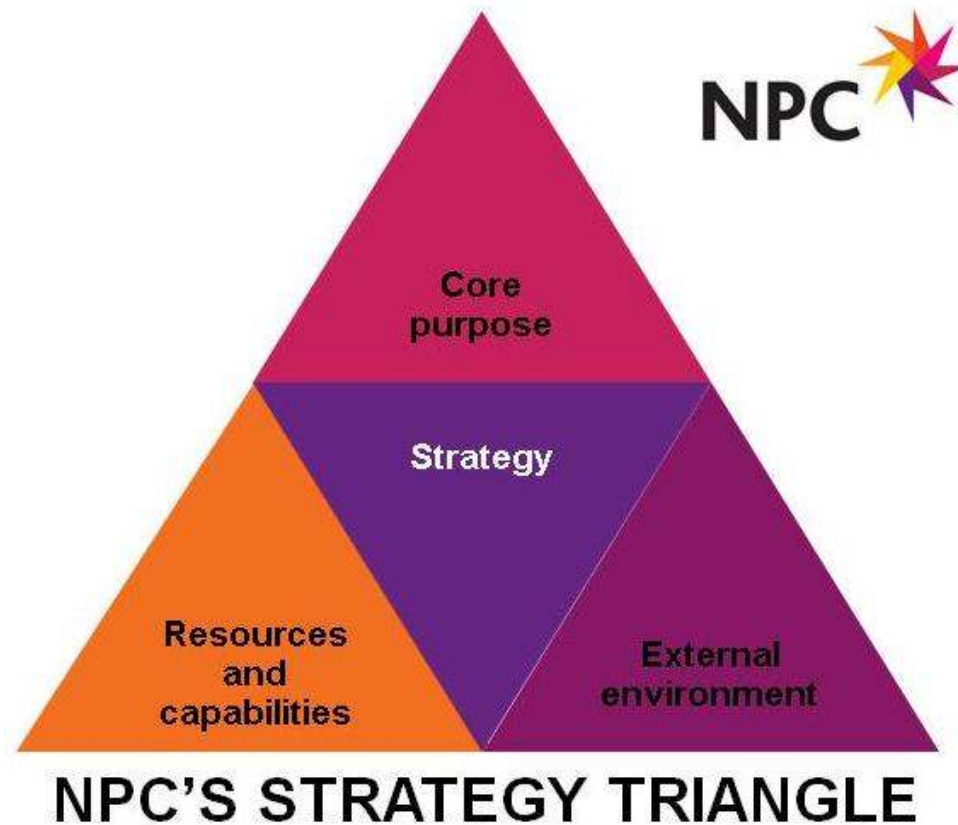 NPC
Core
purpose
Strategy
Resources
and
capabilities
External
environment
NPC’S STRATEGY TRIANGLE